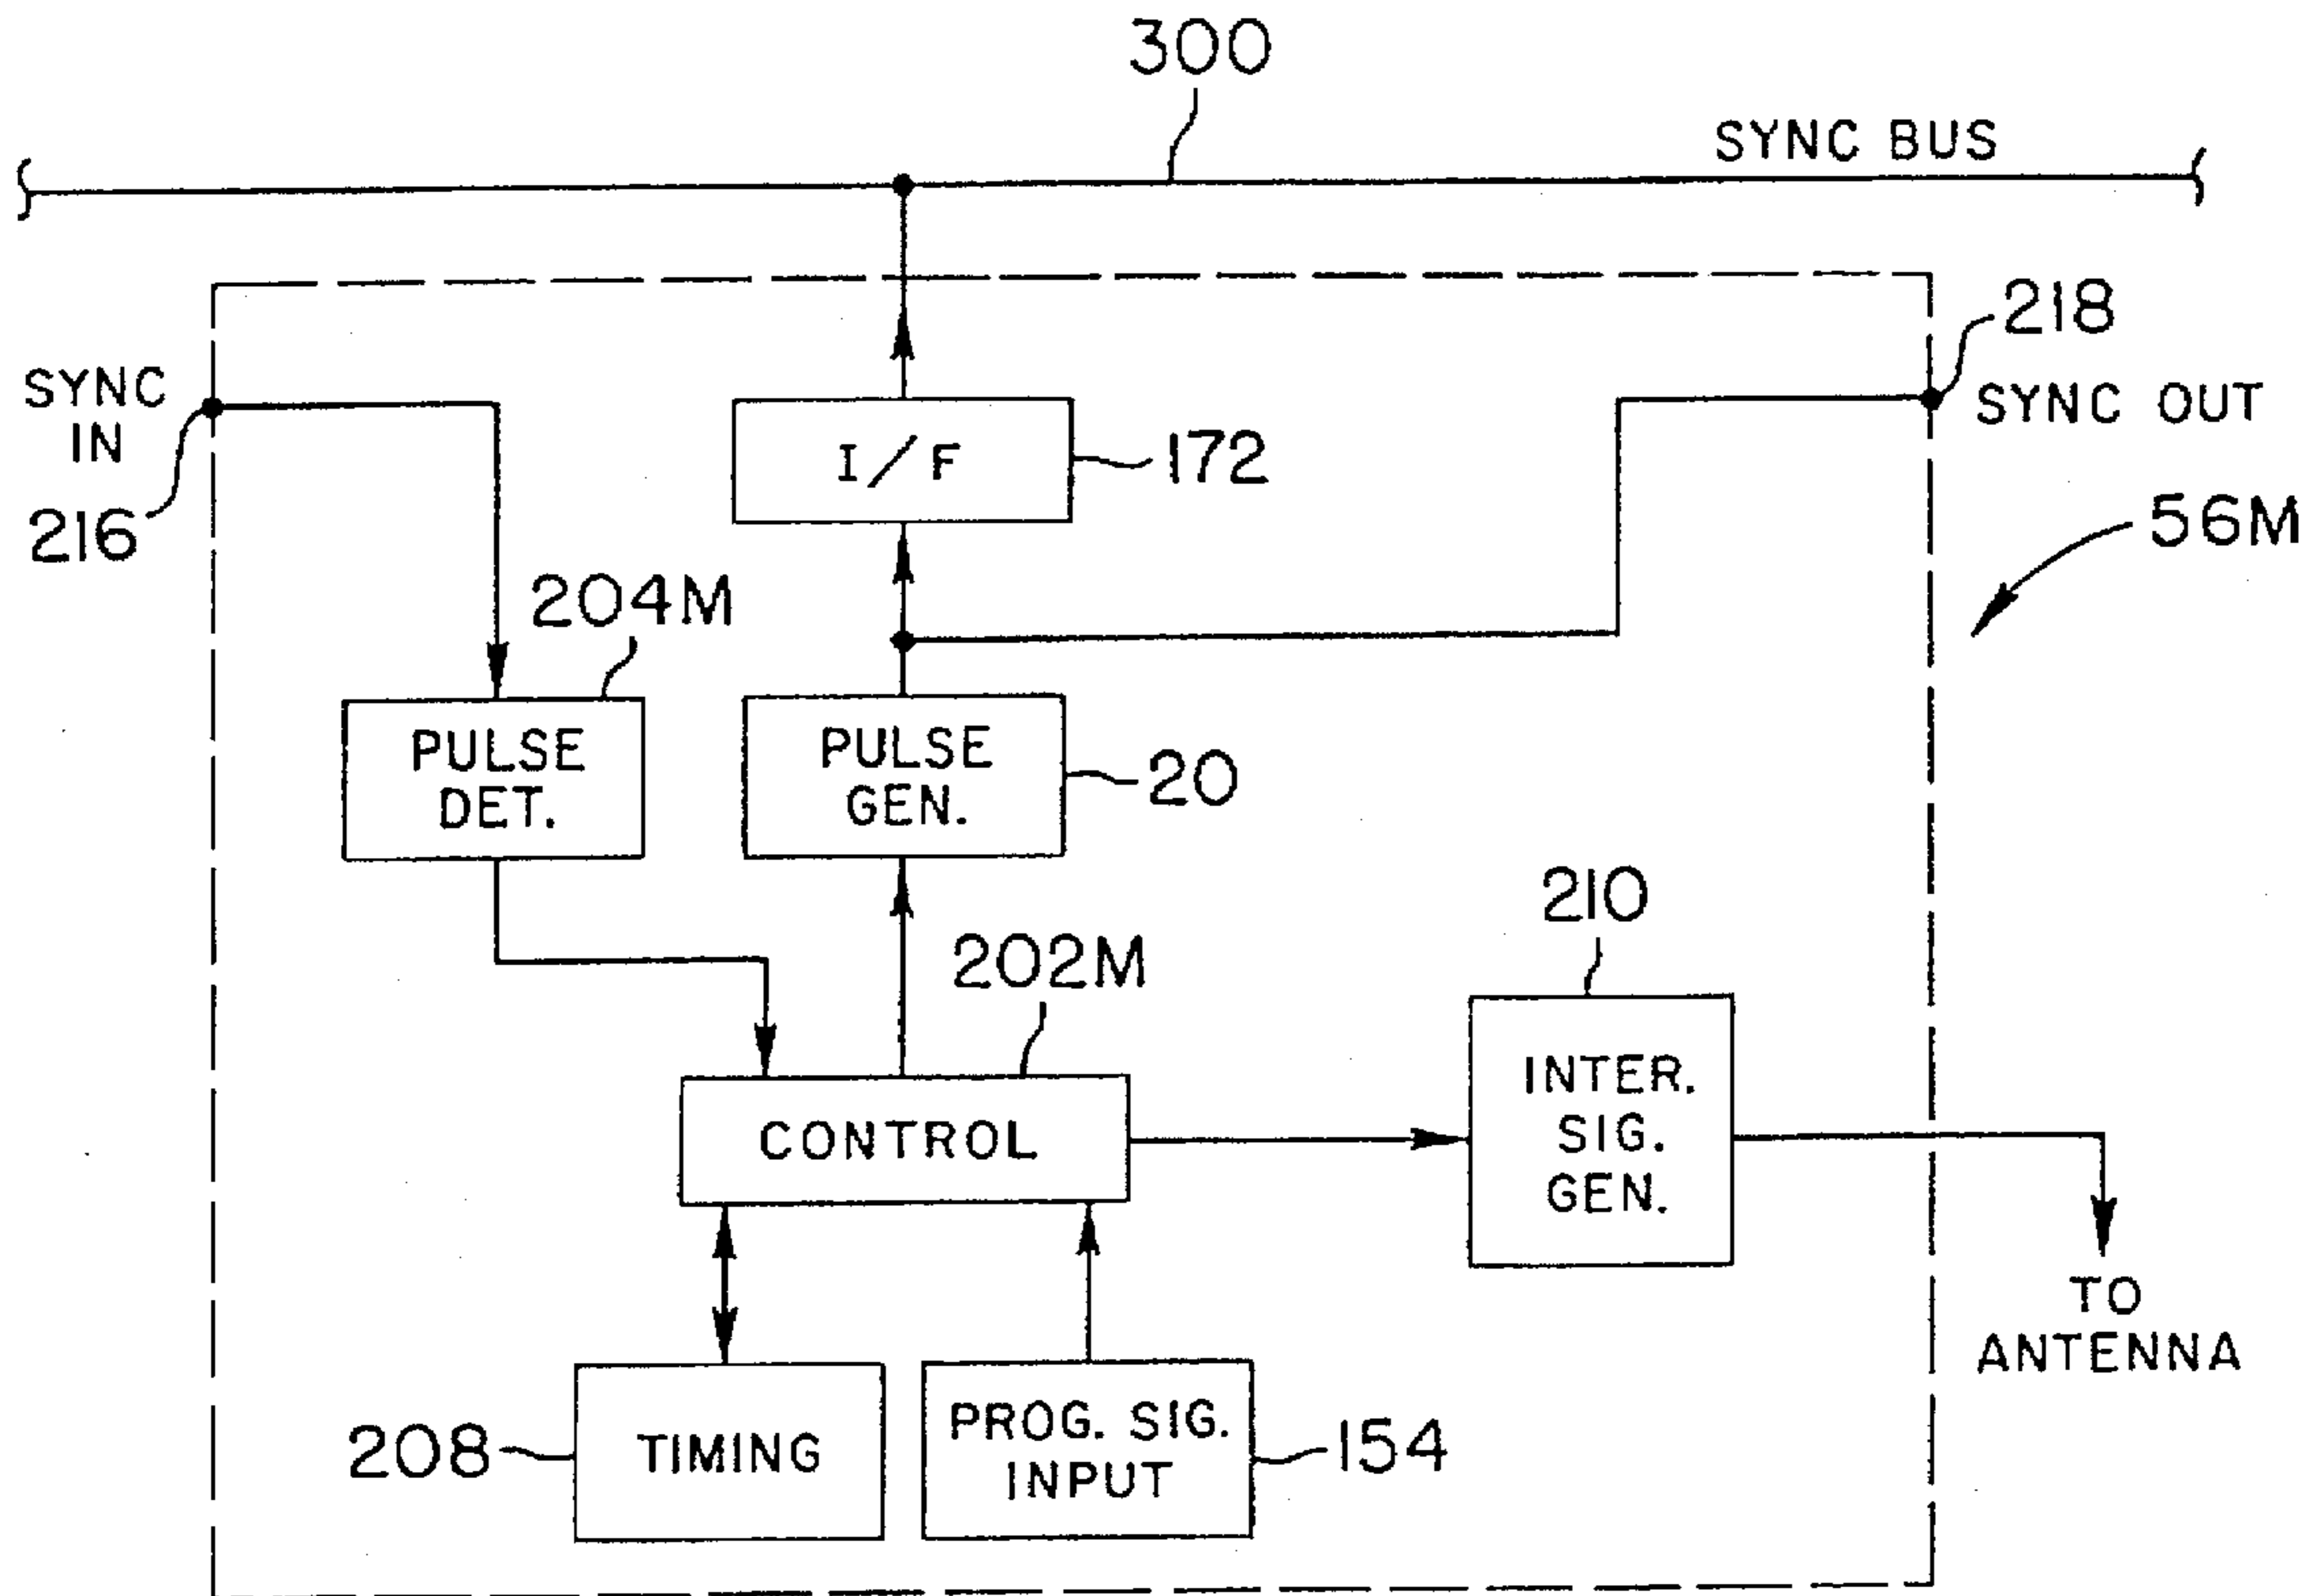 300
SYNC BUS
218
SYNC
IN
SYNC OUT
I/F
172
216
56M
204M
PULSE
DET.
PULSE
GEN.
20
210
202M
INTER.
SIG.
GEN.
CONTROL
TO
ANTENNA
208
TIMING
PROG. SIG.
INPUT
154